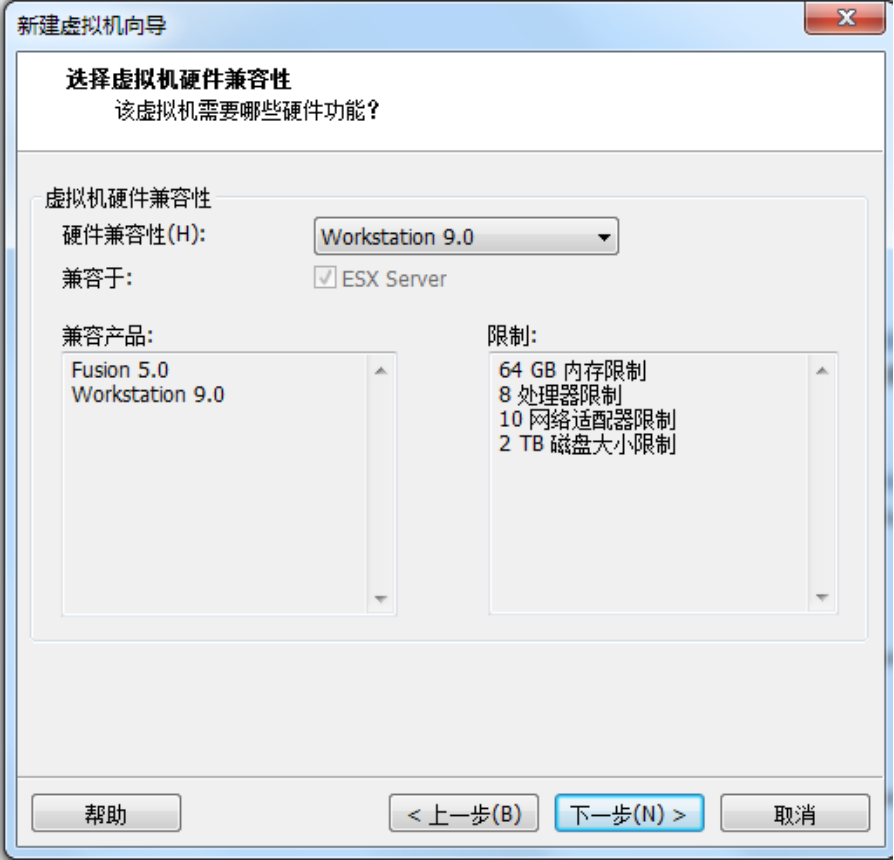 新建虚拟机向导
选择虚拟机硬件兼容性
该虚拟机需要哪些硬件功能?
虚拟机硬件兼容性
硬件兼容性(H):
Workstation 9.0
兼容于:
ESX Server
兼容产品:
Fusion 5.0
Workstation 9.0
限制:
64 GB 内存限制
8 处理器限制
10 网络适配器限制
2 TB 磁盘大小限制
帮助
< 上一步(B)
下一步(N) >
取消